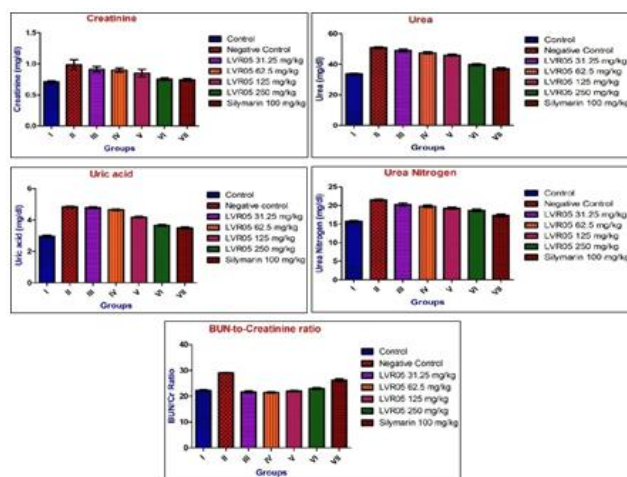 Creatinine
Creatinine (mg/dl)
1.5
1.0
0.5
0.0
I
II
III
IV
V
VI
VII
Groups
Control
Negative Control
LVR05 31.25 mg/kg
LVR05 62.5 mg/kg
LVR05 125 mg/kg
LVR05 250 mg/kg
Silymarin 100 mg/kg
Urea
Urea (mg/dl)
60
40
20
0
I
II
III
IV
V
VI
VII
Groups
Control
Negative Control
LVR05 31.25 mg/kg
LVR05 62.5 mg/kg
LVR05 125 mg/kg
LVR05 250 mg/kg
Silymarin 100 mg/kg
Uric acid
Uric acid (mg/dl)
6
4
2
0
I
II
III
IV
V
VI
VII
Groups
Control
Negative control
LVR05 31.25 mg/kg
LVR05 62.5 mg/kg
LVR05 125 mg/kg
LVR05 250 mg/kg
Silymarin 100 mg/kg
Urea Nitrogen
Urea Nitrogen (mg/dl)
25
20
15
10
5
0
I
II
III
IV
V
VI
VII
Groups
Control
Negative Control
LVR05 31.25 mg/kg
LVR05 62.5 mg/kg
LVR05 125 mg/kg
LVR05 250 mg/kg
Silymarin 100 mg/kg
BUN-to-Creatinine ratio
BUN/Cr Ratio
40
30
20
10
0
I
II
III
IV
V
VI
VII
Groups
Control
Negative Control
LVR05 31.25 mg/kg
LVR05 62.5 mg/kg
LVR05 125 mg/kg
LVR05 250 mg/kg
Silymarin 100 mg/kg